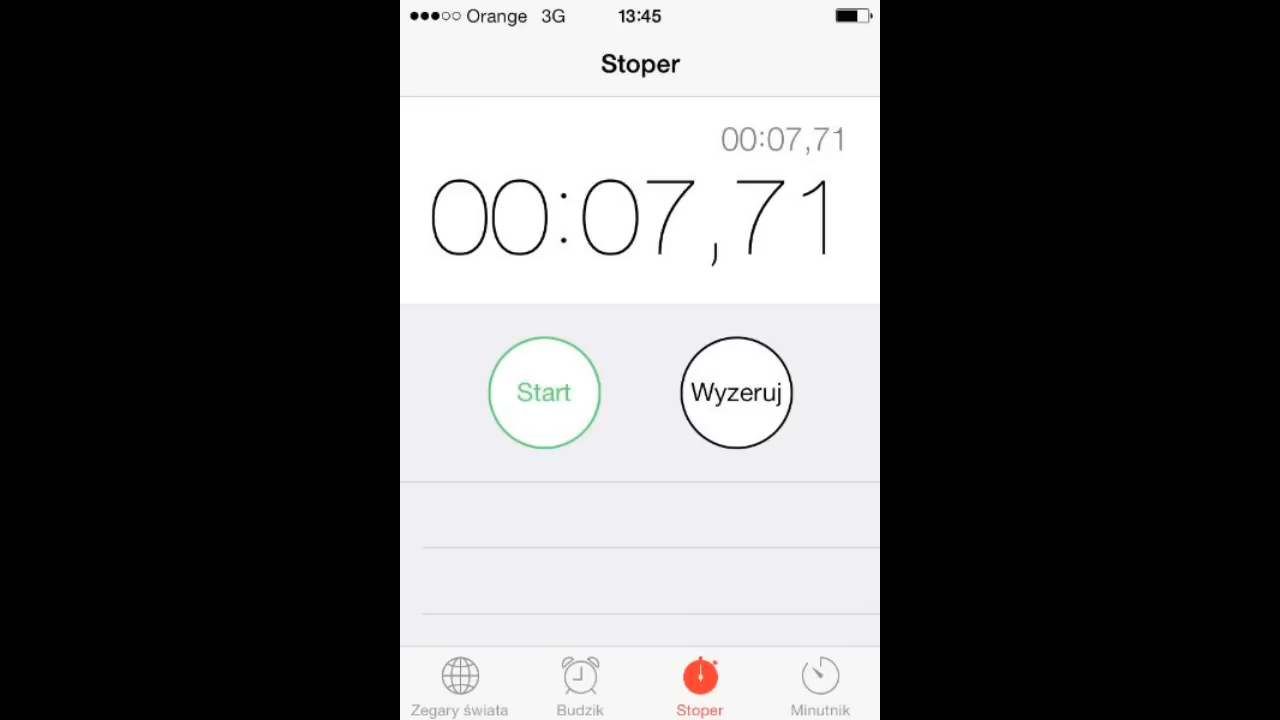 Orange 3G 13:45
Stoper
00:07,71
00:07,71
Start Wyzeruj
Zegary świata Budzik Stoper Minutnik